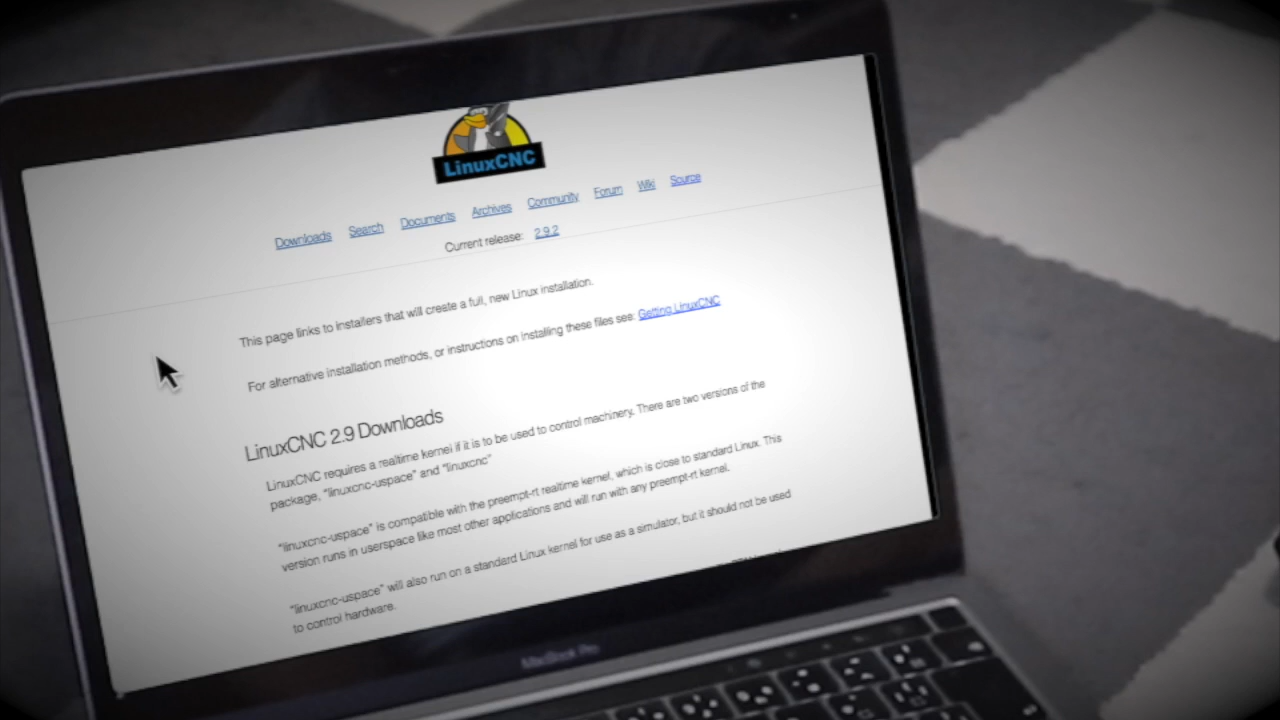 LinuxCNC
Downloads Search Documents Archives Community Forum Wiki Source
Current release: 2.9.2
This page links to installers that will create a full, new Linux installation.
For alternative installation methods, or instructions on installing these files see: Getting LinuxCNC
LinuxCNC 2.9 Downloads
LinuxCNC requires a realtime kernel if it is to be used to control machinery. There are two versions of the
package, "linuxcnc-uspace" and "linuxcnc"
"linuxcnc-uspace" is compatible with the preempt-rt realtime kernel, which is close to standard Linux. This
version runs in userspace like most other applications and will run with any preempt-rt kernel.
"linuxcnc-uspace" will also run on a standard Linux kernel for use as a simulator, but it should not be used
to control hardware.
MacBook Pro